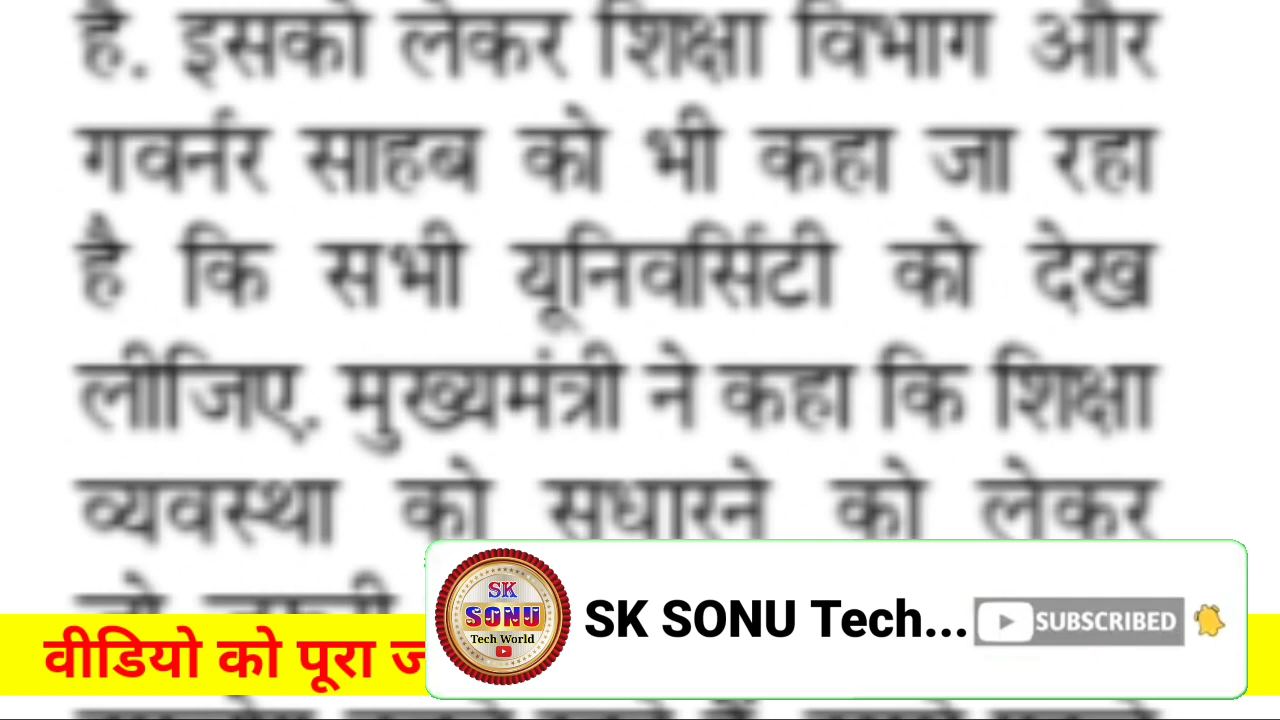 है. इसको लेकर शिक्षा विभाग और
गवर्नर साहब को भी कहा जा रहा
है कि सभी यूनिवर्सिटी को देख
लीजिए. मुख्यमंत्री ने कहा कि शिक्षा
व्यवस्था को सुधारने को लेकर
वीडियो को पूरा
SK
SONU
Tech World
SK SONU Tech...
SUBSCRIBED